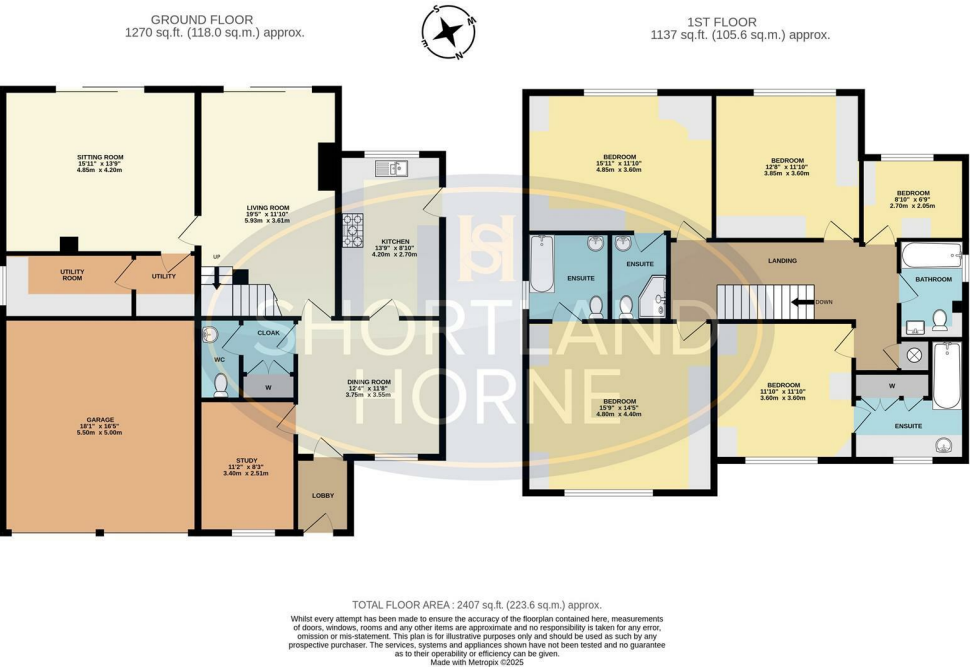 GROUND FLOOR
1270 sq.ft. (118.0 sq.m.) approx.
S
W
E
N
1ST FLOOR
1137 sq.ft. (105.6 sq.m.) approx.
SITTING ROOM
15'11" x 13'9"
4.85m x 4.20m
LIVING ROOM
19'5" x 11'10"
5.93m x 3.61m
KITCHEN
13'9" x 8'10"
4.20m x 2.70m
UTILITY
ROOM
UTILITY
UP
CLOAK
WC
W
DINING ROOM
12'4" x 11'8"
3.75m x 3.55m
GARAGE
18'1" x 16'5"
5.50m x 5.00m
STUDY
11'2" x 8'3"
3.40m x 2.51m
LOBBY
BEDROOM
15'11" x 11'10"
4.85m x 3.60m
BEDROOM
12'8" x 11'10"
3.85m x 3.60m
BEDROOM
8'10" x 6'9"
2.70m x 2.05m
ENSUITE
ENSUITE
LANDING
DOWN
BATHROOM
BEDROOM
15'9" x 14'5"
4.80m x 4.40m
BEDROOM
11'10" x 11'10"
3.60m x 3.60m
W
ENSUITE
SH
SHORTLAND
HORNE
TOTAL FLOOR AREA : 2407 sq.ft. (223.6 sq.m.) approx.
Whilst every attempt has been made to ensure the accuracy of the floorplan contained here, measurements
of doors, windows, rooms and any other items are approximate and no responsibility is taken for any error,
omission or mis-statement. This plan is for illustrative purposes only and should be used as such by any
prospective purchaser. The services, systems and appliances shown have not been tested and no guarantee
as to their operability or efficiency can be given.
Made with Metropix ©2025